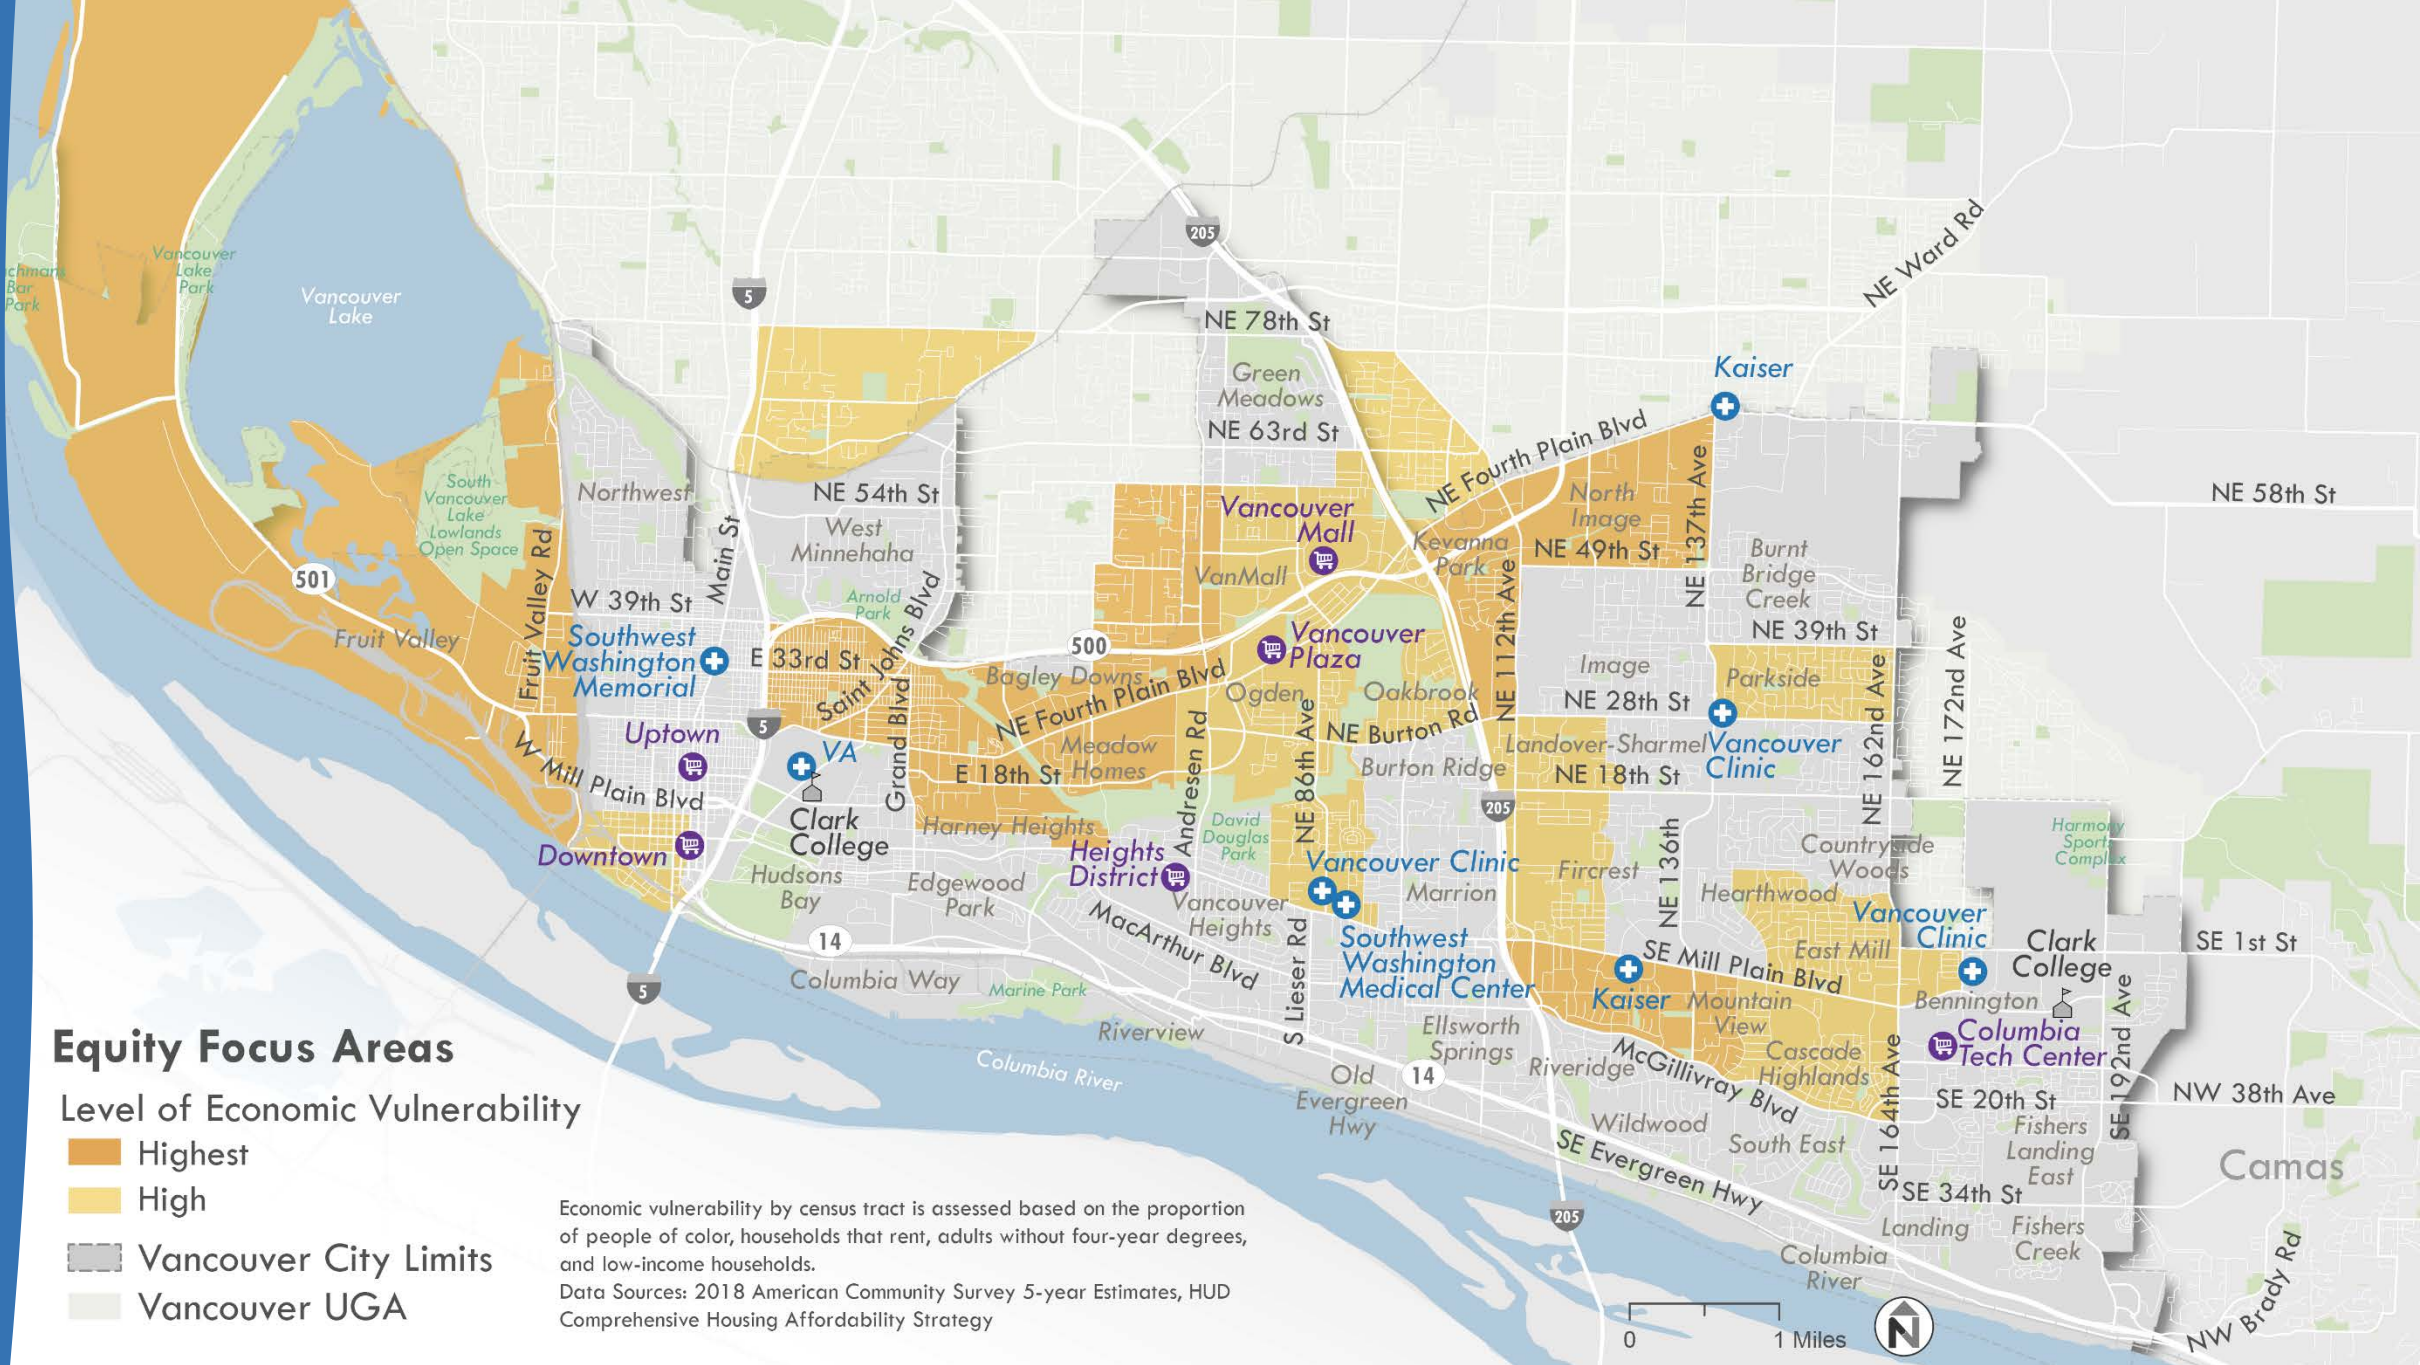 NE Ward Rd
205
Vancouver
Lake
Park
Bar
Park
Vancouver
Lake
5
NE 78th St
Green
Meadows
NE 63rd St
Kaiser
NE Fourth Plain Blvd
NE 137th Ave
North
Image
NE 49th St
NE 58th St
South
Vancouver
Lake
Lowlands
Open Space
Northwest
NE 54th St
West
Minnehaha
Main St
Vancouver
Mall
VanMall
Kevanna
Park
Burnt
Bridge
Creek
NE 39th St
501
Fruit Valley
Fruit Valley Rd
W 39th St
Arnold
Park
Southwest
Washington
Memorial
E 33rd St
Saint Johns Blvd
500
Bagley Downs
NE Fourth Plain Blvd
Vancouver
Plaza
Ogden
Oakbrook
NE 112th Ave
Image
NE 28th St
Parkside
NE 162nd Ave
NE 172nd Ave
Uptown
5
VA
Grand Blvd
Meadow
Homes
E 18th St
Andresen Rd
NE 86th Ave
NE Burton Rd
Burton Ridge
Landover-Sharmel
NE 18th St
Vancouver
Clinic
W Mill Plain Blvd
Downtown
Clark
College
Harney Heights
Heights
District
David
Douglas
Park
205
Vancouver Clinic
Marrion
Fircrest
NE 136th
Countryside
Woods
Hearthwood
Harmony
Sports
Complex
Hudsons
Bay
Edgewood
Park
Vancouver
Heights
MacArthur Blvd
14
Columbia Way
Marine Park
Riverview
S Lieser Rd
Southwest
Washington
Medical Center
SE Mill Plain Blvd
East Mill
Vancouver
Clinic
Clark
College
SE 1st St
Kaiser
Mountain
View
Bennington
Columbia
Tech Center
SE 192nd Ave
5
Columbia River
Ellsworth
Springs
Old
Evergreen
Hwy
14
Riveridge
McGillivray Blvd
Cascade
Highlands
SE 164th Ave
SE 20th St
NW 38th Ave
Wildwood
South East
Fishers
Landing
East
Camas
SE Evergreen Hwy
SE 34th St
205
Landing
Fishers
Creek
Columbia
River
NW Brady Rd
Equity Focus Areas
Level of Economic Vulnerability
Highest
High
Vancouver City Limits
Vancouver UGA
Economic vulnerability by census tract is assessed based on the proportion
of people of color, households that rent, adults without four-year degrees,
and low-income households.
Data Sources: 2018 American Community Survey 5-year Estimates, HUD
Comprehensive Housing Affordability Strategy
0 1 Miles
N